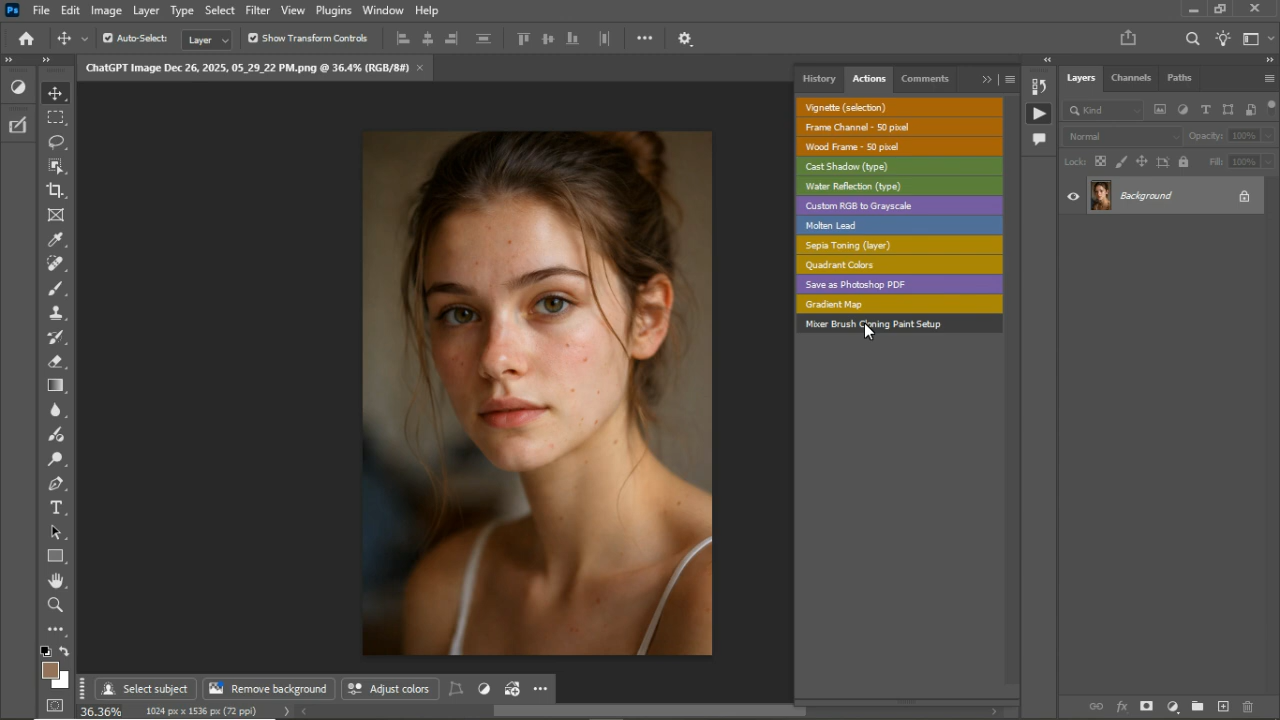 Ps File Edit Image Layer Type Select Filter View Plugins Window Help
Auto-Select: Layer Show Transform Controls
ChatGPT Image Dec 26, 2025, 05_29_22 PM.png @ 36.4% (RGB/8#)
History Actions Comments
Vignette (selection)
Frame Channel - 50 pixel
Wood Frame - 50 pixel
Cast Shadow (type)
Water Reflection (type)
Custom RGB to Grayscale
Molten Lead
Sepia Toning (layer)
Quadrant Colors
Save as Photoshop PDF
Gradient Map
Mixer Brush Cloning Paint Setup
Layers Channels Paths
Kind
Normal Opacity: 100%
Lock: Fill: 100%
Background
Select subject Remove background Adjust colors
36.36% 1024 px x 1536 px (72 ppi)